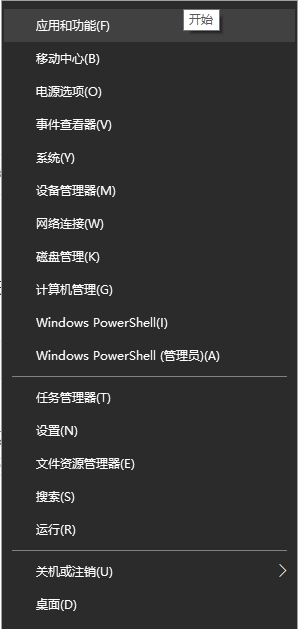 应用和功能(F)
开始
移动中心(B)
电源选项(O)
事件查看器(V)
系统(Y)
设备管理器(M)
网络连接(W)
磁盘管理(K)
计算机管理(G)
Windows PowerShell(I)
Windows PowerShell (管理员)(A)
任务管理器(T)
设置(N)
文件资源管理器(E)
搜索(S)
运行(R)
关机或注销(U)
桌面(D)